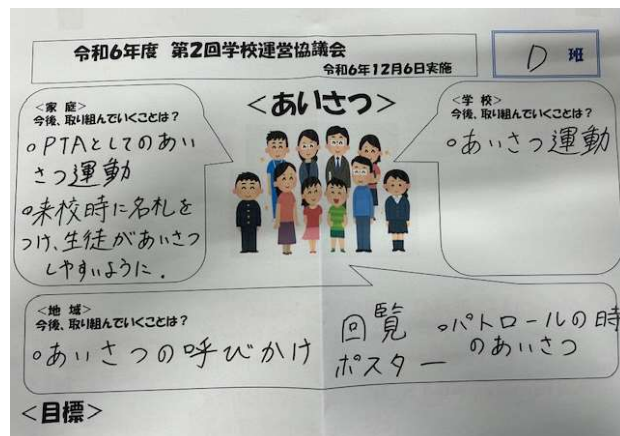 令和6年度 第2回学校運営協議会
令和6年12月6日実施
D 班
<あいさつ>
<家 庭>
今後、取り組んでいくことは？
○PTAとしてのあい
さつ運動
○来校時に名札を
つけ、生徒があいさつ
しやすいように.
<学 校>
今後、取り組んでいくことは？
○あいさつ運動
<地 域>
今後、取り組んでいくことは？
○あいさつの呼びかけ
回覧
ポスター
○パトロールの時
のあいさつ
<目標>